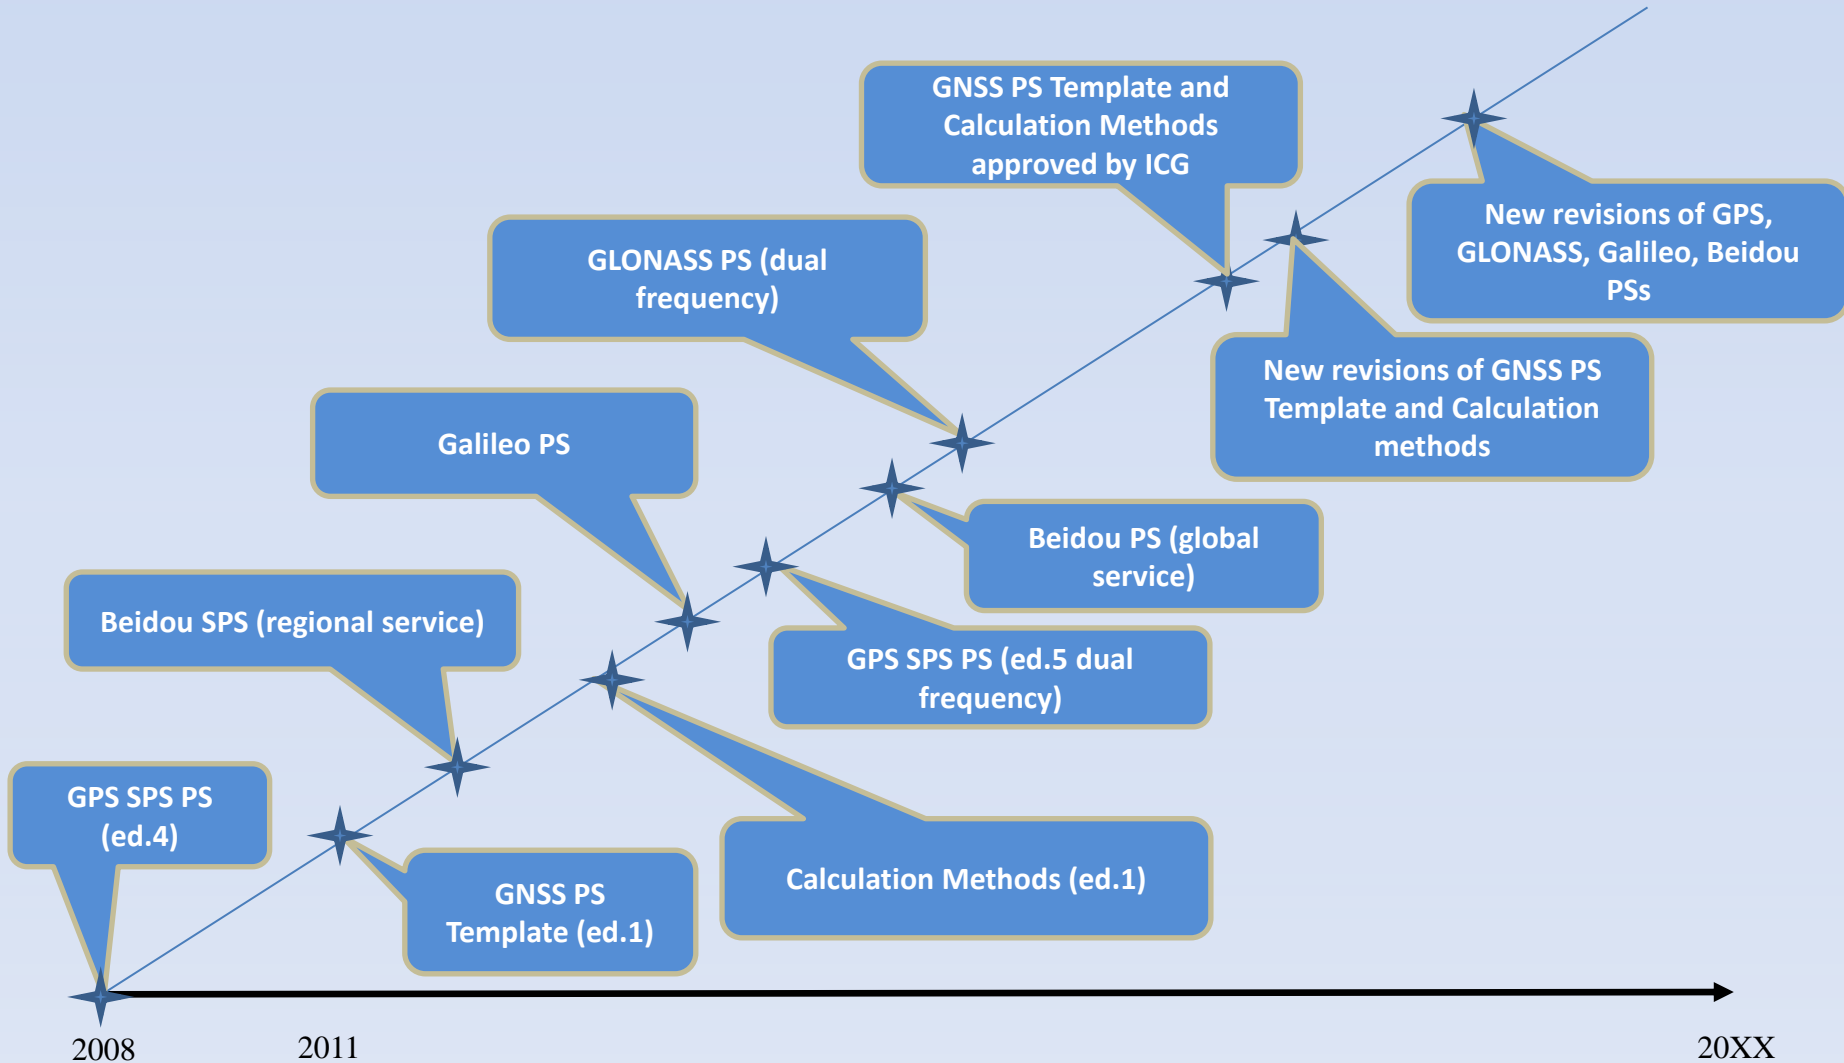 GNSS PS Template and
Calculation Methods
approved by ICG
New revisions of GPS,
GLONASS, Galileo, Beidou
PSs
GLONASS PS (dual
frequency)
New revisions of GNSS PS
Template and Calculation
methods
Galileo PS
Beidou PS (global
service)
Beidou SPS (regional service)
GPS SPS PS (ed.5 dual
frequency)
GPS SPS PS
(ed.4)
Calculation Methods (ed.1)
GNSS PS
Template (ed.1)
2008
2011
20XX